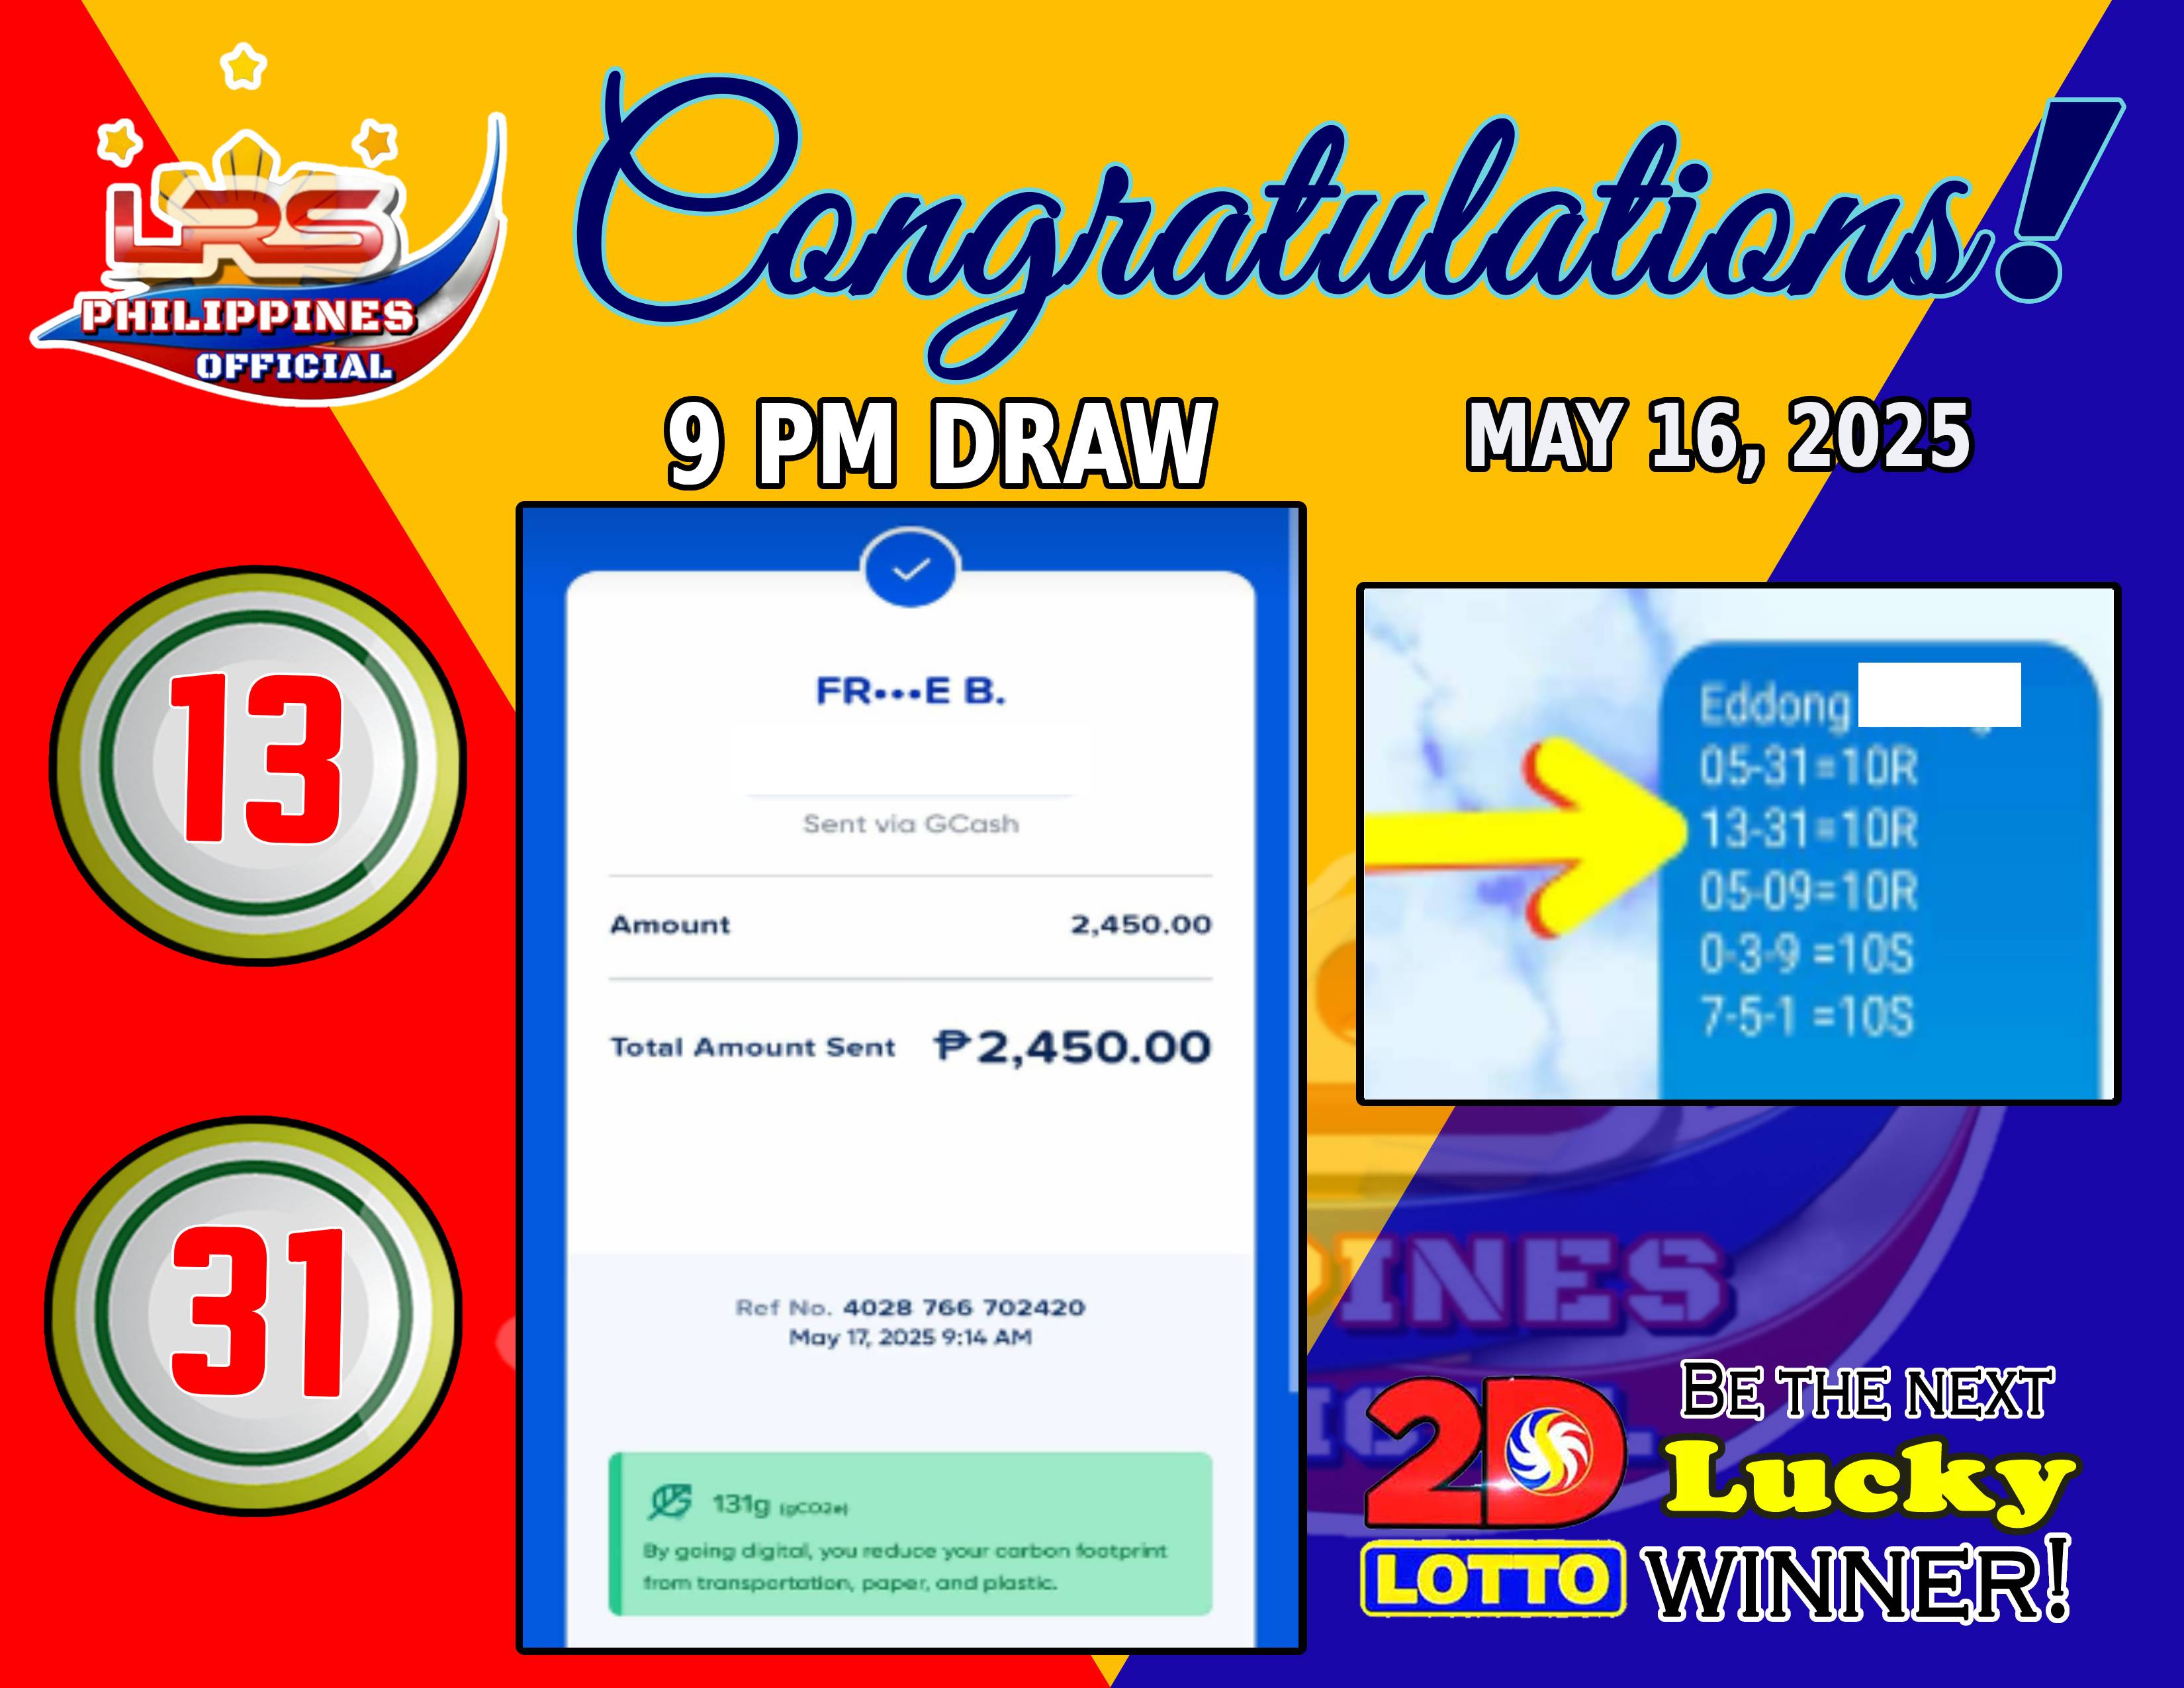 LRS
PHILIPPINES
OFFICIAL
Congratulations!
9 PM DRAW
MAY 16, 2025
13
31
FR•••E B.
Sent via GCash
Amount 2,450.00
Total Amount Sent ₱2,450.00
Ref No. 4028 766 702420
May 17, 2025 9:14 AM
131g (gCO2e)
By going digital, you reduce your carbon footprint
from transportation, paper, and plastic.
Eddong
05-31=10R
13-31=10R
05-09=10R
0-3-9 =10S
7-5-1 =10S
PINES
2D
LOTTO
BE THE NEXT
Lucky
WINNER!